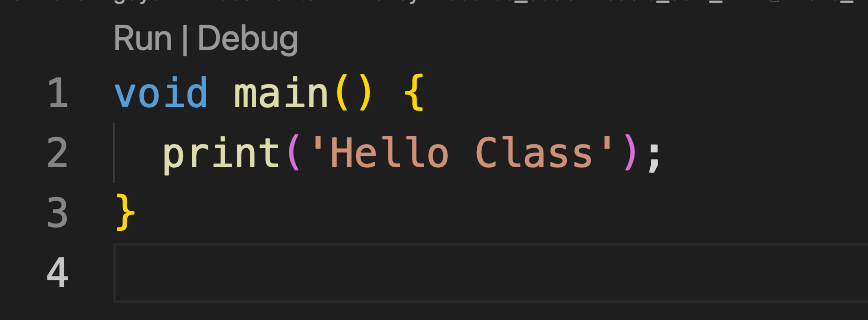 Run | Debug
1 void main() {
2   print('Hello Class');
3 }
4